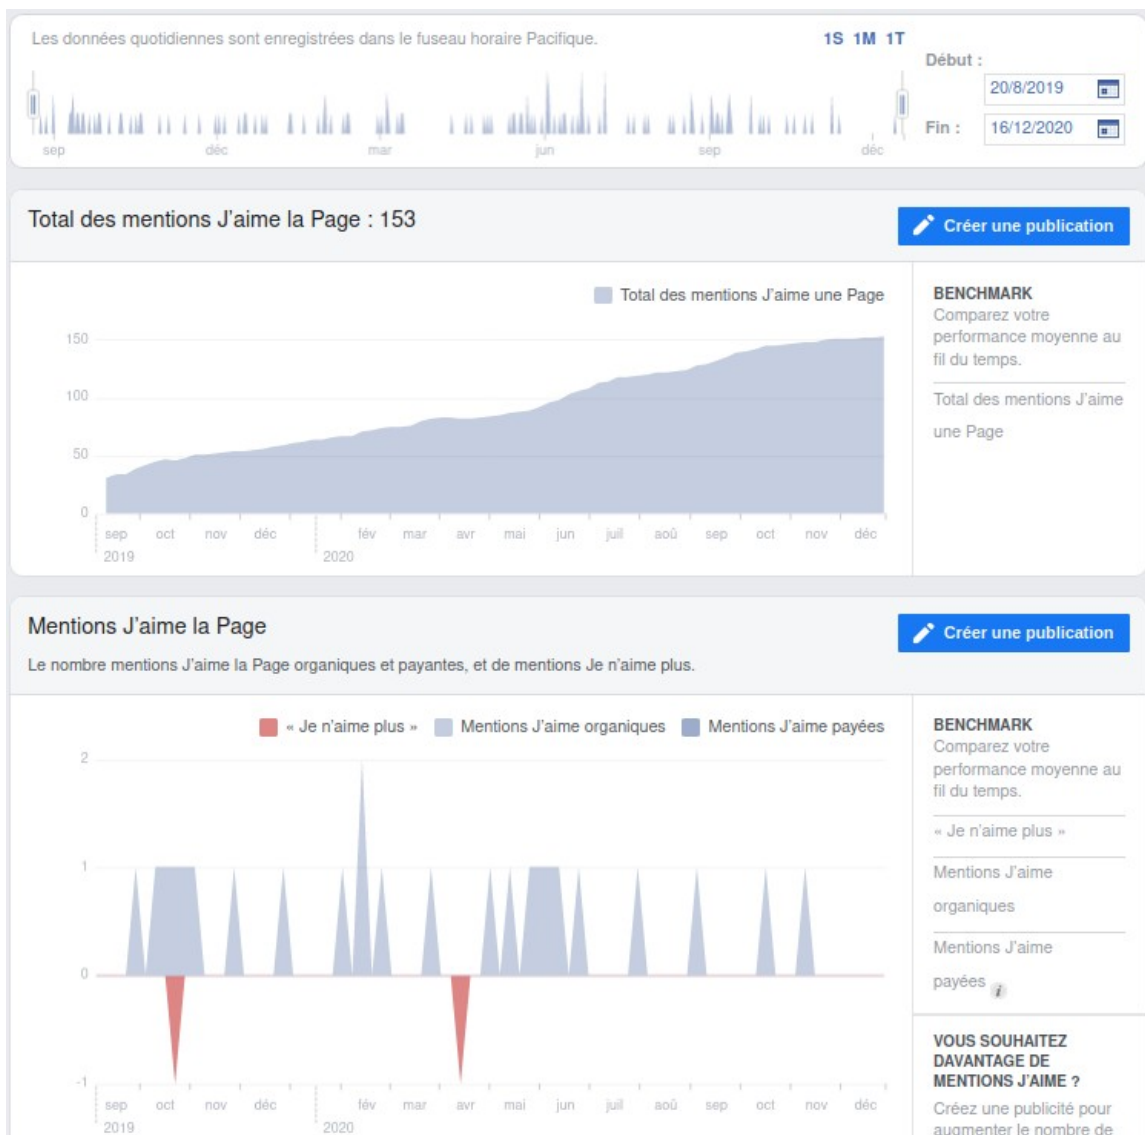 Les données quotidiennes sont enregistrées dans le fuseau horaire Pacifique.
1S 1M 1T
Début :
20/8/2019
Fin :
16/12/2020
sep déc mar jun sep déc
Total des mentions J'aime la Page : 153
Créer une publication
Total des mentions J'aime une Page
150
100
50
0
sep oct nov déc fév mar avr mai jun juil aoû sep oct nov déc
2019 2020
BENCHMARK
Comparez votre
performance moyenne au
fil du temps.
Total des mentions J'aime
une Page
Mentions J'aime la Page
Le nombre mentions J'aime la Page organiques et payantes, et de mentions Je n'aime plus.
Créer une publication
« Je n'aime plus » Mentions J'aime organiques Mentions J'aime payées
2
1
0
-1
sep oct nov déc fév mar avr mai jun juil aoû sep oct nov déc
2019 2020
BENCHMARK
Comparez votre
performance moyenne au
fil du temps.
« Je n'aime plus »
Mentions J'aime
organiques
Mentions J'aime
payées i
VOUS SOUHAITEZ
DAVANTAGE DE
MENTIONS J'AIME ?
Créez une publicité pour
augmenter le nombre de